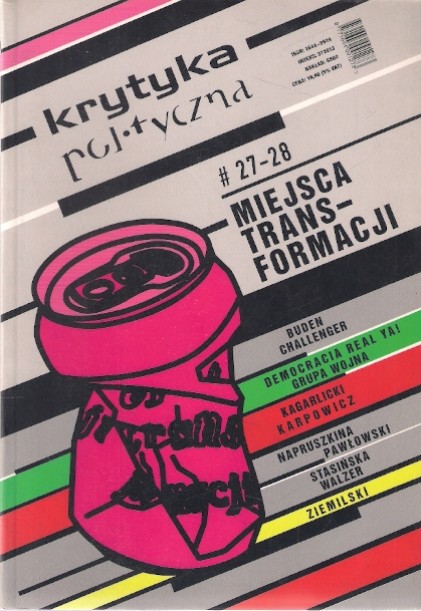 krytyka
polityczna
# 27-28
MIEJSCA
TRANS-
FORMACJI
BUDEN
CHALLENGER
DEMOCRACIA REAL YA!
GRUPA WOJNA
KAGARLICKI
KARPOWICZ
NAPRUSZKINA
PAWŁOWSKI
STASIŃSKA
WALZER
ZIEMILSKI